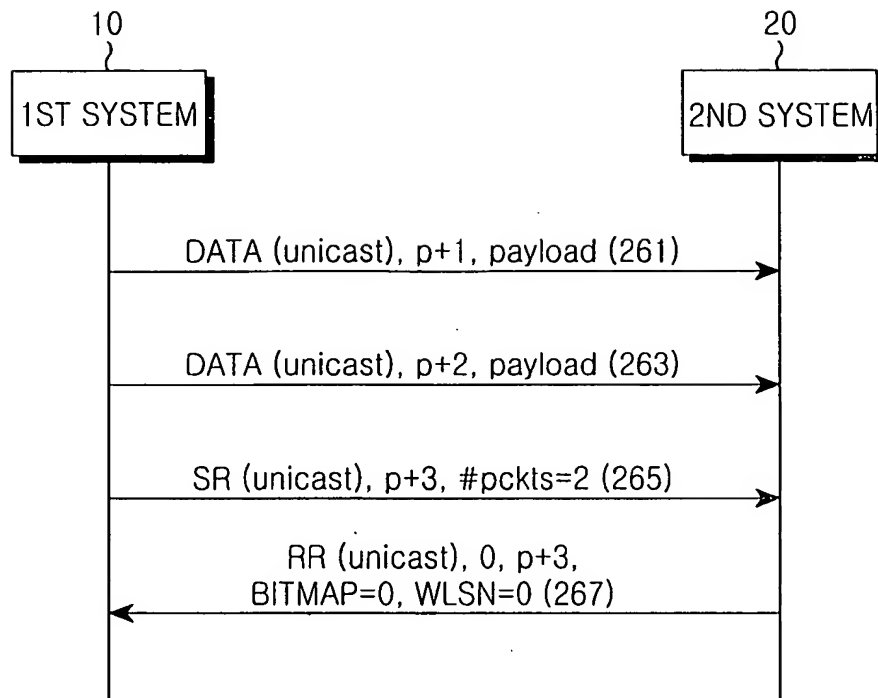 10
20
1ST SYSTEM
2ND SYSTEM
DATA (unicast), p+1, payload (261)
DATA (unicast), p+2, payload (263)
SR (unicast), p+3, #pckts=2 (265)
RR (unicast), 0, p+3,
BITMAP=0, WLSN=0 (267)